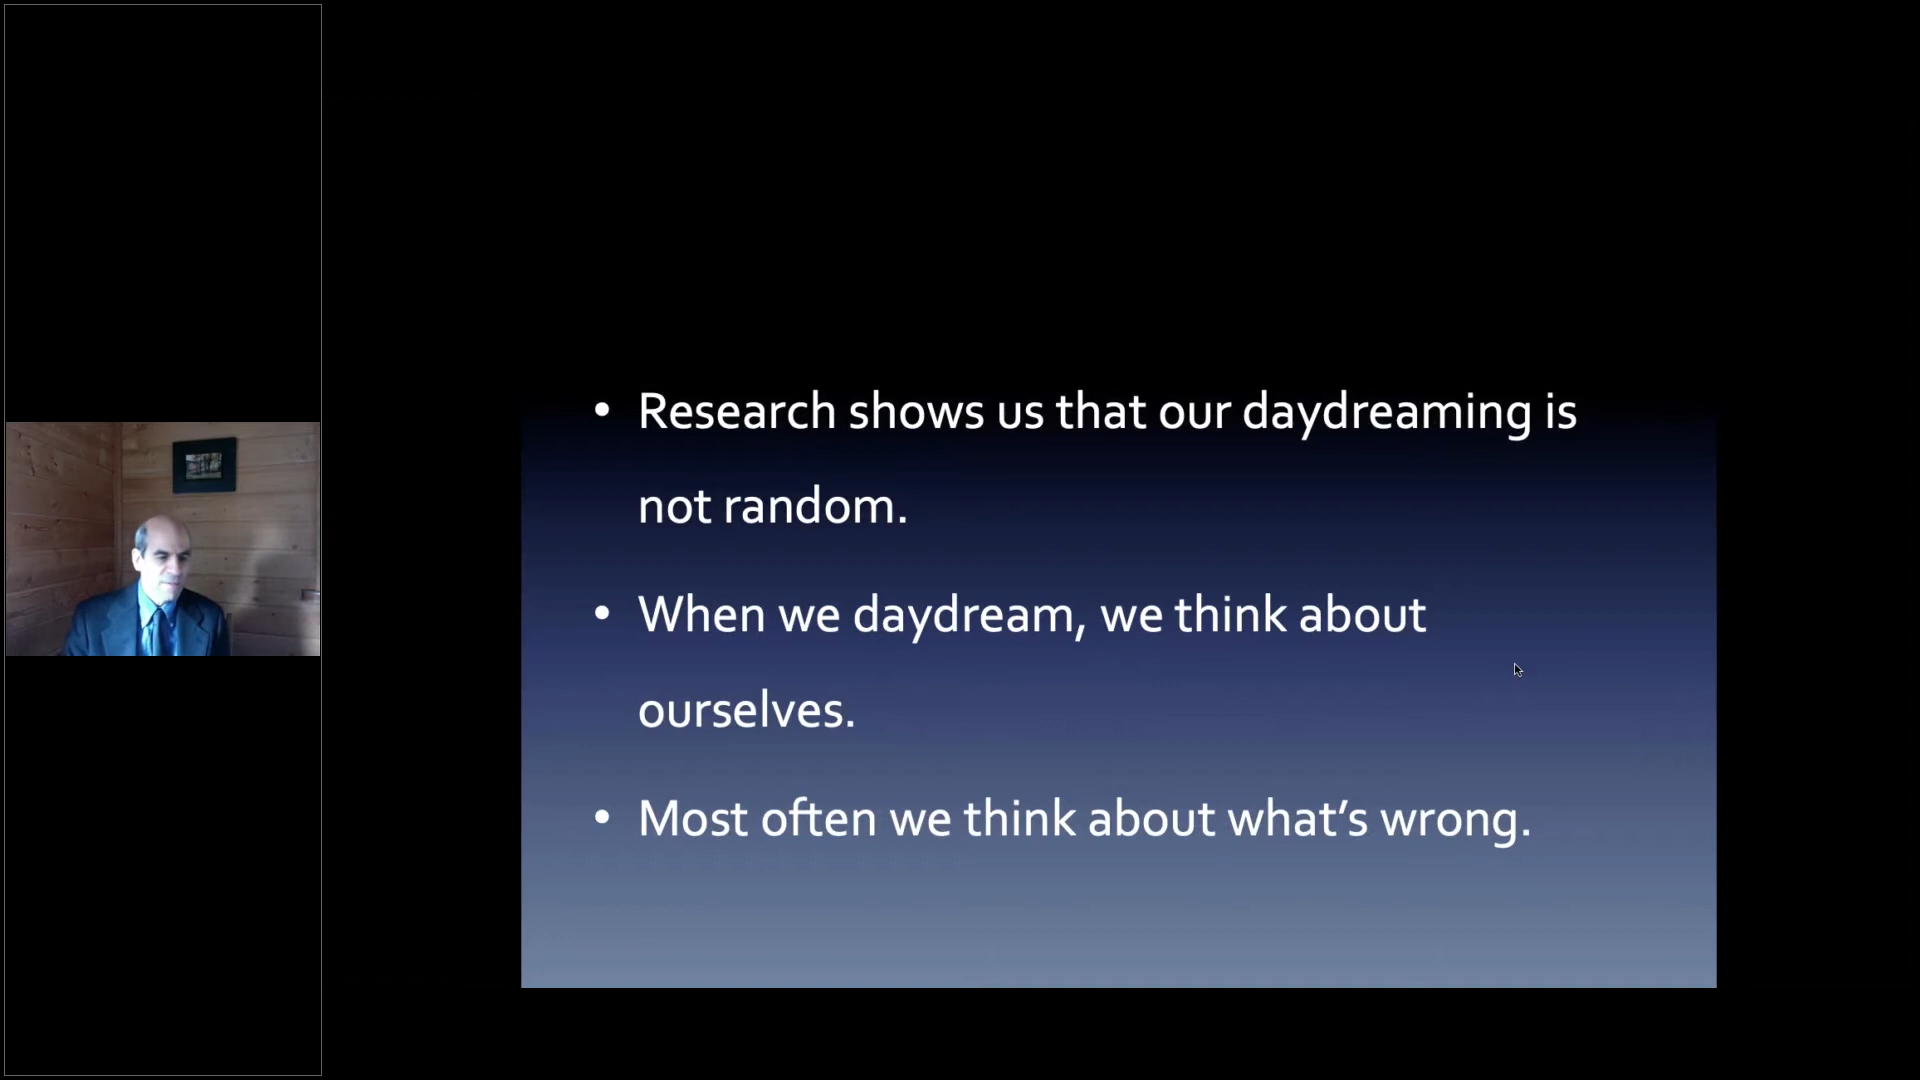 • Research shows us that our daydreaming is
not random.
• When we daydream, we think about
ourselves.
• Most often we think about what’s wrong.